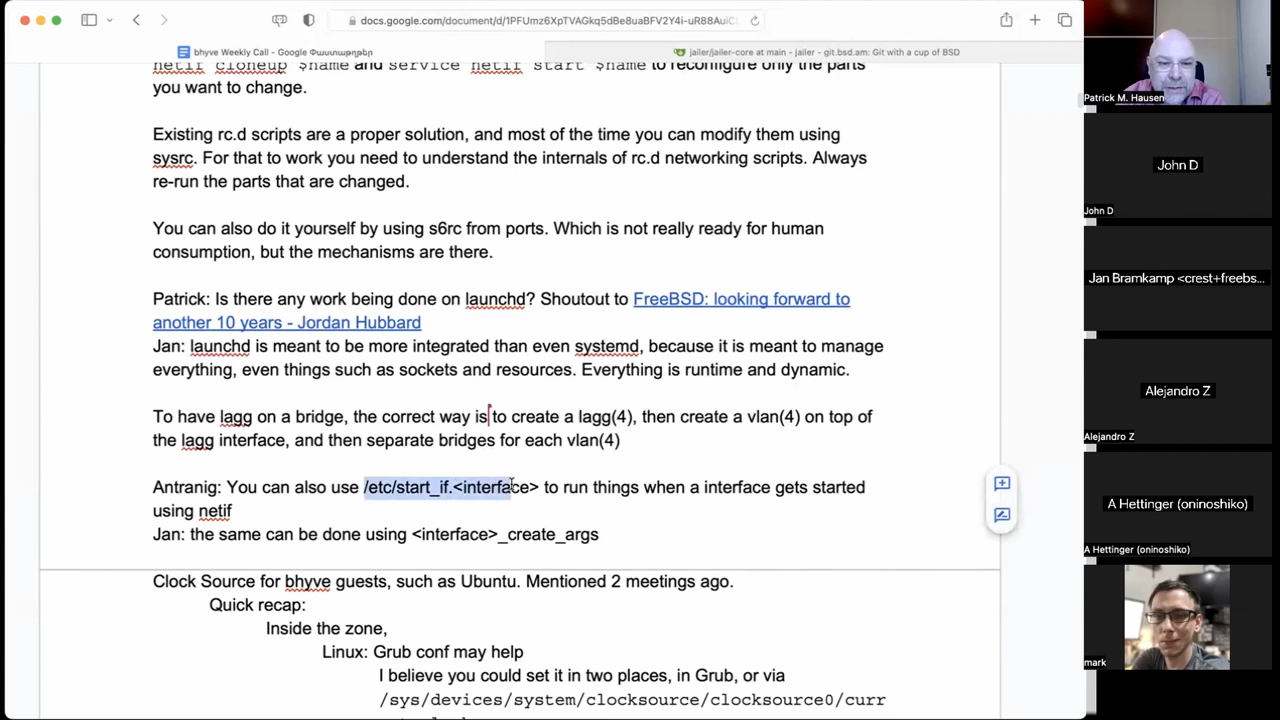 docs.google.com/document/d/1PFUmz6XpTVAGkq5dBe8uaBFV2Y4i-uR88AuiCL
bhyve Weekly Call - Google Փաստաթղթեր
jailer/jailer-core at main - jailer - git.bsd.am: Git with a cup of BSD
netif cloneup $name and service netif start $name to reconfigure only the parts
you want to change.
Existing rc.d scripts are a proper solution, and most of the time you can modify them using
sysrc. For that to work you need to understand the internals of rc.d networking scripts. Always
re-run the parts that are changed.
You can also do it yourself by using s6rc from ports. Which is not really ready for human
consumption, but the mechanisms are there.
Patrick: Is there any work being done on launchd? Shoutout to FreeBSD: looking forward to
another 10 years - Jordan Hubbard
Jan: launchd is meant to be more integrated than even systemd, because it is meant to manage
everything, even things such as sockets and resources. Everything is runtime and dynamic.
To have lagg on a bridge, the correct way is to create a lagg(4), then create a vlan(4) on top of
the lagg interface, and then separate bridges for each vlan(4)
Antranig: You can also use /etc/start_if.<interface> to run things when a interface gets started
using netif
Jan: the same can be done using <interface>_create_args
Clock Source for bhyve guests, such as Ubuntu. Mentioned 2 meetings ago.
Quick recap:
Inside the zone,
Linux: Grub conf may help
I believe you could set it in two places, in Grub, or via
/sys/devices/system/clocksource/clocksource0/curr
Patrick M. Hausen
John D
John D
Jan Bramkamp <crest+freebs...
Alejandro Z
Alejandro Z
A Hettinger (oninoshiko)
A Hettinger (oninoshiko)
mark